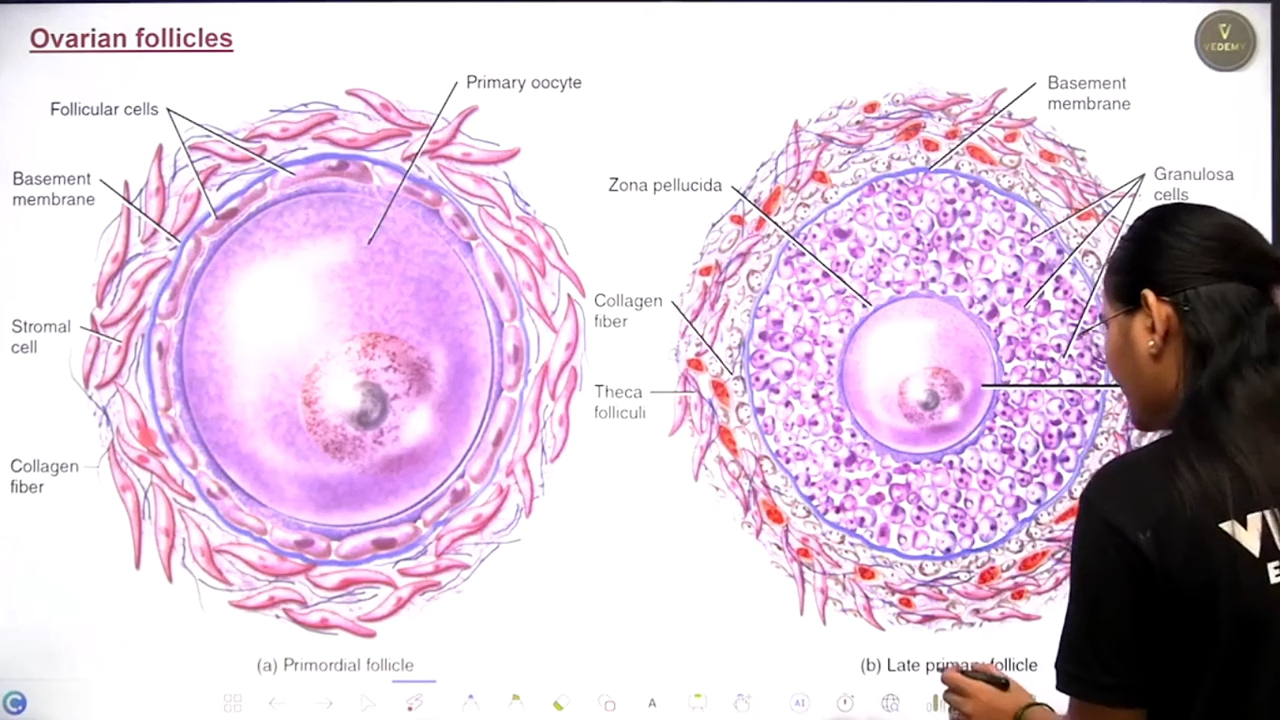 Ovarian follicles
V
VEDEMY
Primary oocyte
Follicular cells
Basement
membrane
Stromal
cell
Collagen
fiber
(a) Primordial follicle
Basement
membrane
Zona pellucida
Granulosa
cells
Collagen
fiber
Theca
folliculi
(b) Late primary follicle
A
AI